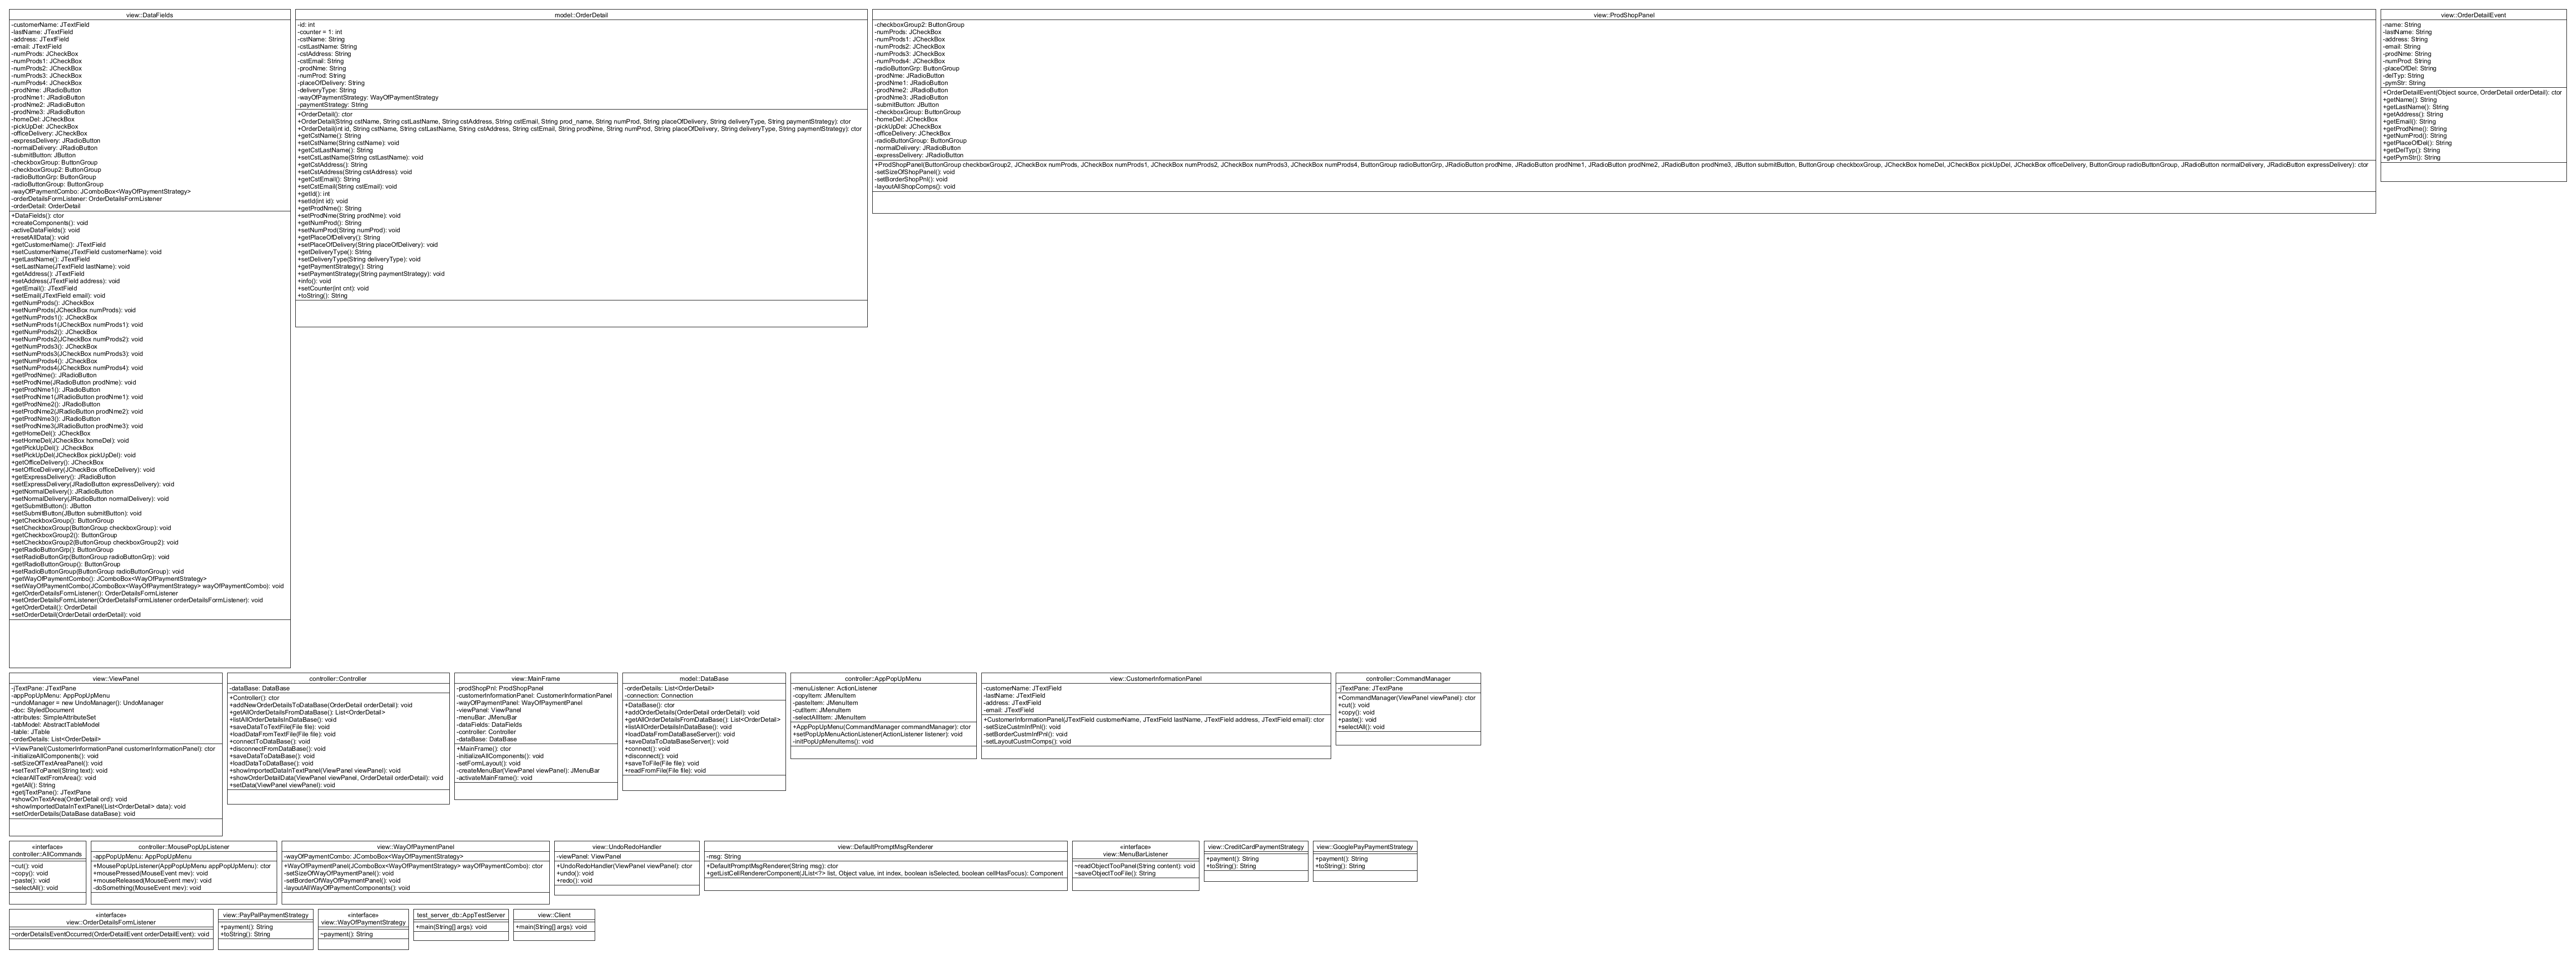 view::DataFields
-customerName: JTextField
-lastName: JTextField
-address: JTextField
-email: JTextField
-numProds: JCheckBox
-numProds1: JCheckBox
-numProds2: JCheckBox
-numProds3: JCheckBox
-numProds4: JCheckBox
-prodNme: JRadioButton
-prodNme1: JRadioButton
-prodNme2: JRadioButton
-prodNme3: JRadioButton
-homeDel: JCheckBox
-pickUpDel: JCheckBox
-officeDelivery: JCheckBox
-expressDelivery: JRadioButton
-normalDelivery: JRadioButton
-submitButton: JButton
-checkboxGroup: ButtonGroup
-checkboxGroup2: ButtonGroup
-radioButtonGrp: ButtonGroup
-radioButtonGroup: ButtonGroup
-wayOfPaymentCombo: JComboBox<WayOfPaymentStrategy>
-orderDetailsFormListener: OrderDetailsFormListener
-orderDetail: OrderDetail
+DataFields(): ctor
+createComponents(): void
-activeDataFields(): void
+resetAllData(): void
+getCustomerName(): JTextField
+setCustomerName(JTextField customerName): void
+getLastName(): JTextField
+setLastName(JTextField lastName): void
+getAddress(): JTextField
+setAddress(JTextField address): void
+getEmail(): JTextField
+setEmail(JTextField email): void
+getNumProds(): JCheckBox
+setNumProds(JCheckBox numProds): void
+getNumProds1(): JCheckBox
+setNumProds1(JCheckBox numProds1): void
+getNumProds2(): JCheckBox
+setNumProds2(JCheckBox numProds2): void
+getNumProds3(): JCheckBox
+setNumProds3(JCheckBox numProds3): void
+getNumProds4(): JCheckBox
+setNumProds4(JCheckBox numProds4): void
+getProdNme(): JRadioButton
+setProdNme(JRadioButton prodNme): void
+getProdNme1(): JRadioButton
+setProdNme1(JRadioButton prodNme1): void
+getProdNme2(): JRadioButton
+setProdNme2(JRadioButton prodNme2): void
+getProdNme3(): JRadioButton
+setProdNme3(JRadioButton prodNme3): void
+getHomeDel(): JCheckBox
+setHomeDel(JCheckBox homeDel): void
+getPickUpDel(): JCheckBox
+setPickUpDel(JCheckBox pickUpDel): void
+getOfficeDelivery(): JCheckBox
+setOfficeDelivery(JCheckBox officeDelivery): void
+getExpressDelivery(): JRadioButton
+setExpressDelivery(JRadioButton expressDelivery): void
+getNormalDelivery(): JRadioButton
+setNormalDelivery(JRadioButton normalDelivery): void
+getSubmitButton(): JButton
+setSubmitButton(JButton submitButton): void
+getCheckboxGroup(): ButtonGroup
+setCheckboxGroup(ButtonGroup checkboxGroup): void
+getCheckboxGroup2(): ButtonGroup
+setCheckboxGroup2(ButtonGroup checkboxGroup2): void
+getRadioButtonGrp(): ButtonGroup
+setRadioButtonGrp(ButtonGroup radioButtonGrp): void
+getRadioButtonGroup(): ButtonGroup
+setRadioButtonGroup(ButtonGroup radioButtonGroup): void
+getWayOfPaymentCombo(): JComboBox<WayOfPaymentStrategy>
+setWayOfPaymentCombo(JComboBox<WayOfPaymentStrategy> wayOfPaymentCombo): void
+getOrderDetailsFormListener(): OrderDetailsFormListener
+setOrderDetailsFormListener(OrderDetailsFormListener orderDetailsFormListener): void
+getOrderDetail(): OrderDetail
+setOrderDetail(OrderDetail orderDetail): void
model::OrderDetail
-id: int
-counter = 1: int
-cstName: String
-cstLastName: String
-cstAddress: String
-cstEmail: String
-prodNme: String
-numProd: String
-placeOfDelivery: String
-deliveryType: String
-wayOfPaymentStrategy: WayOfPaymentStrategy
-paymentStrategy: String
+OrderDetail(): ctor
+OrderDetail(String cstName, String cstLastName, String cstAddress, String cstEmail, String prod_name, String numProd, String placeOfDelivery, String deliveryType, String paymentStrategy): ctor
+OrderDetail(int id, String cstName, String cstLastName, String cstAddress, String cstEmail, String prodNme, String numProd, String placeOfDelivery, String deliveryType, String paymentStrategy): ctor
+getCstName(): String
+setCstName(String cstName): void
+getCstLastName(): String
+setCstLastName(String cstLastName): void
+getCstAddress(): String
+setCstAddress(String cstAddress): void
+getCstEmail(): String
+setCstEmail(String cstEmail): void
+getId(): int
+setId(int id): void
+getProdNme(): String
+setProdNme(String prodNme): void
+getNumProd(): String
+setNumProd(String numProd): void
+getPlaceOfDelivery(): String
+setPlaceOfDelivery(String placeOfDelivery): void
+getDeliveryType(): String
+setDeliveryType(String deliveryType): void
+getPaymentStrategy(): String
+setPaymentStrategy(String paymentStrategy): void
+info(): void
+setCounter(int cnt): void
+toString(): String
view::ProdShopPanel
-checkboxGroup2: ButtonGroup
-numProds: JCheckBox
-numProds1: JCheckBox
-numProds2: JCheckBox
-numProds3: JCheckBox
-numProds4: JCheckBox
-radioButtonGrp: ButtonGroup
-prodNme: JRadioButton
-prodNme1: JRadioButton
-prodNme2: JRadioButton
-prodNme3: JRadioButton
-submitButton: JButton
-checkboxGroup: ButtonGroup
-homeDel: JCheckBox
-pickUpDel: JCheckBox
-officeDelivery: JCheckBox
-radioButtonGroup: ButtonGroup
-normalDelivery: JRadioButton
-expressDelivery: JRadioButton
+ProdShopPanel(ButtonGroup checkboxGroup2, JCheckBox numProds, JCheckBox numProds1, JCheckBox numProds2, JCheckBox numProds3, JCheckBox numProds4, ButtonGroup radioButtonGrp, JRadioButton prodNme, JRadioButton prodNme1, JRadioButton prodNme2, JRadioButton prodNme3, JButton submitButton, ButtonGroup checkboxGroup, JCheckBox homeDel, JCheckBox pickUpDel, JCheckBox officeDelivery, ButtonGroup radioButtonGroup, JRadioButton normalDelivery, JRadioButton expressDelivery): ctor
-setSizeOfShopPanel(): void
-setBorderShopPnl(): void
-layoutAllShopComps(): void
view::OrderDetailEvent
-name: String
-lastName: String
-address: String
-email: String
-prodNme: String
-numProd: String
-placeOfDel: String
-delTyp: String
-pymStr: String
+OrderDetailEvent(Object source, OrderDetail orderDetail): ctor
+getName(): String
+getLastName(): String
+getAddress(): String
+getEmail(): String
+getProdNme(): String
+getNumProd(): String
+getPlaceOfDel(): String
+getDelTyp(): String
+getPymStr(): String
view::ViewPanel
-jTextPane: JTextPane
-appPopUpMenu: AppPopUpMenu
~undoManager = new UndoManager(): UndoManager
-doc: StyledDocument
-attributes: SimpleAttributeSet
-tabModel: AbstractTableModel
-table: JTable
-orderDetails: List<OrderDetail>
+ViewPanel(CustomerInformationPanel customerInformationPanel): ctor
-initializeAllComponents(): void
-setSizeOfTextAreaPanel(): void
+setTextToPanel(String text): void
+clearAllTextFromArea(): void
+getAll(): String
+getjTextPane(): JTextPane
+showOnTextArea(OrderDetail ord): void
+showImportedDataInTextPanel(List<OrderDetail> data): void
+setOrderDetails(DataBase dataBase): void
controller::Controller
-dataBase: DataBase
+Controller(): ctor
+addNewOrderDetailsToDataBase(OrderDetail orderDetail): void
+getAllOrderDetailsFromDataBase(): List<OrderDetail>
+listAllOrderDetailsInDataBase(): void
+saveDataToTextFile(File file): void
+loadDataFromTextFile(File file): void
+connectToDataBase(): void
+disconnectFromDataBase(): void
+saveDataToDataBase(): void
+loadDataToDataBase(): void
+showImportedDataInTextPanel(ViewPanel viewPanel): void
+showOrderDetailData(ViewPanel viewPanel, OrderDetail orderDetail): void
+setData(ViewPanel viewPanel): void
view::MainFrame
-prodShopPnl: ProdShopPanel
-customerInformationPanel: CustomerInformationPanel
-wayOfPaymentPanel: WayOfPaymentPanel
-dataFields: DataFields
-viewPanel: ViewPanel
-menuBar: JMenuBar
-controller: Controller
-dataBase: DataBase
+MainFrame(): ctor
-initializeAllComponents(): void
-setFormLayout(): void
-createMenuBar(ViewPanel viewPanel): JMenuBar
-activateMainFrame(): void
model::DataBase
-orderDetails: List<OrderDetail>
-connection: Connection
+DataBase(): ctor
+addOrderDetails(OrderDetail orderDetail): void
+getAllOrderDetailsFromDataBase(): List<OrderDetail>
+listAllOrderDetailsInDataBase(): void
+loadDataFromDataBaseServer(): void
+saveDataToDataBaseServer(): void
+connect(): void
+disconnect(): void
+saveToFile(File file): void
+readFromFile(File file): void
controller::AppPopUpMenu
-menuListener: ActionListener
-copyItem: JMenuItem
-pasteItem: JMenuItem
-cutItem: JMenuItem
-selectAllItem: JMenuItem
+AppPopUpMenu(CommandManager commandManager): ctor
+setPopUpMenuActionListener(ActionListener listener): void
-initPopUpMenuItems(): void
view::CustomerInformationPanel
-customerName: JTextField
-lastName: JTextField
-address: JTextField
-email: JTextField
+CustomerInformationPanel(JTextField customerName, JTextField lastName, JTextField address, JTextField email): ctor
-setSizeCustmInfPnl(): void
-setBorderCustmInfPnl(): void
-setLayoutCustmComps(): void
controller::CommandManager
-jTextPane: JTextPane
+CommandManager(ViewPanel viewPanel): ctor
+cut(): void
+copy(): void
+paste(): void
+selectAll(): void
«interface»
controller::AllCommands
~cut(): void
~copy(): void
~paste(): void
~selectAll(): void
controller::MousePopUpListener
-appPopUpMenu: AppPopUpMenu
+MousePopUpListener(AppPopUpMenu appPopUpMenu): ctor
+mousePressed(MouseEvent mev): void
+mouseReleased(MouseEvent mev): void
-doSomething(MouseEvent mev): void
view::WayOfPaymentPanel
-wayOfPaymentCombo: JComboBox<WayOfPaymentStrategy>
+WayOfPaymentPanel(JComboBox<WayOfPaymentStrategy> wayOfPaymentCombo): ctor
-setSizeOfWayOfPaymentPanel(): void
-setBorderOfWayOfPaymentPanel(): void
-layoutAllWayOfPaymentComponents(): void
view::UndoRedoHandler
-viewPanel: ViewPanel
+UndoRedoHandler(ViewPanel viewPanel): ctor
+undo(): void
+redo(): void
view::DefaultPromptMsgRenderer
-msg: String
+DefaultPromptMsgRenderer(String msg): ctor
+getListCellRendererComponent(JList<?> list, Object value, int index, boolean isSelected, boolean cellHasFocus): Component
«interface»
view::MenuBarListener
~readObjectTooPanel(String content): void
~saveObjectTooFile(): String
view::CreditCardPaymentStrategy
+payment(): String
+toString(): String
view::GooglePayPaymentStrategy
+payment(): String
+toString(): String
«interface»
view::OrderDetailsFormListener
~orderDetailsEventOccurred(OrderDetailEvent orderDetailEvent): void
view::PayPalPaymentStrategy
+payment(): String
+toString(): String
«interface»
view::WayOfPaymentStrategy
~payment(): String
test_server_db::AppTestServer
+main(String[] args): void
view::Client
+main(String[] args): void